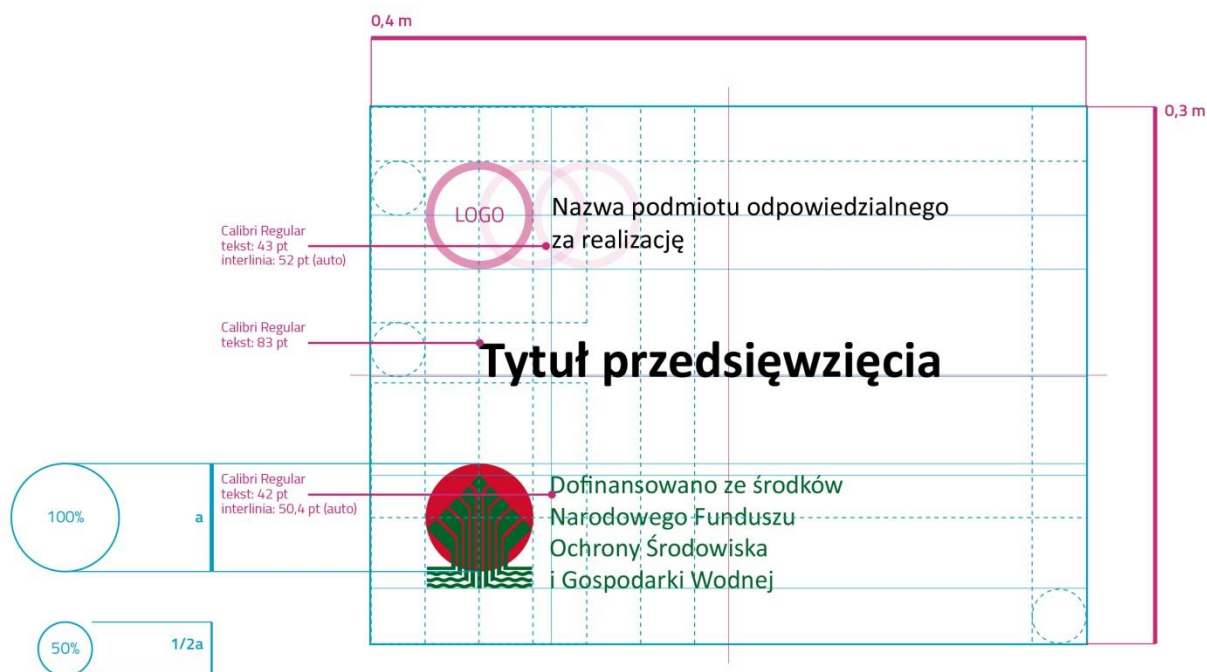 0,4 m
0,3 m
LOGO
Nazwa podmiotu odpowiedzialnego
za realizację
Calibri Regular
tekst: 43 pt
interlinia: 52 pt (auto)
Calibri Regular
tekst: 83 pt
Tytuł przedsięwzięcia
Calibri Regular
tekst: 42 pt
interlinia: 50,4 pt (auto)
Dofinansowano ze środków
Narodowego Funduszu
Ochrony Środowiska
i Gospodarki Wodnej
100%
a
50%
1/2a